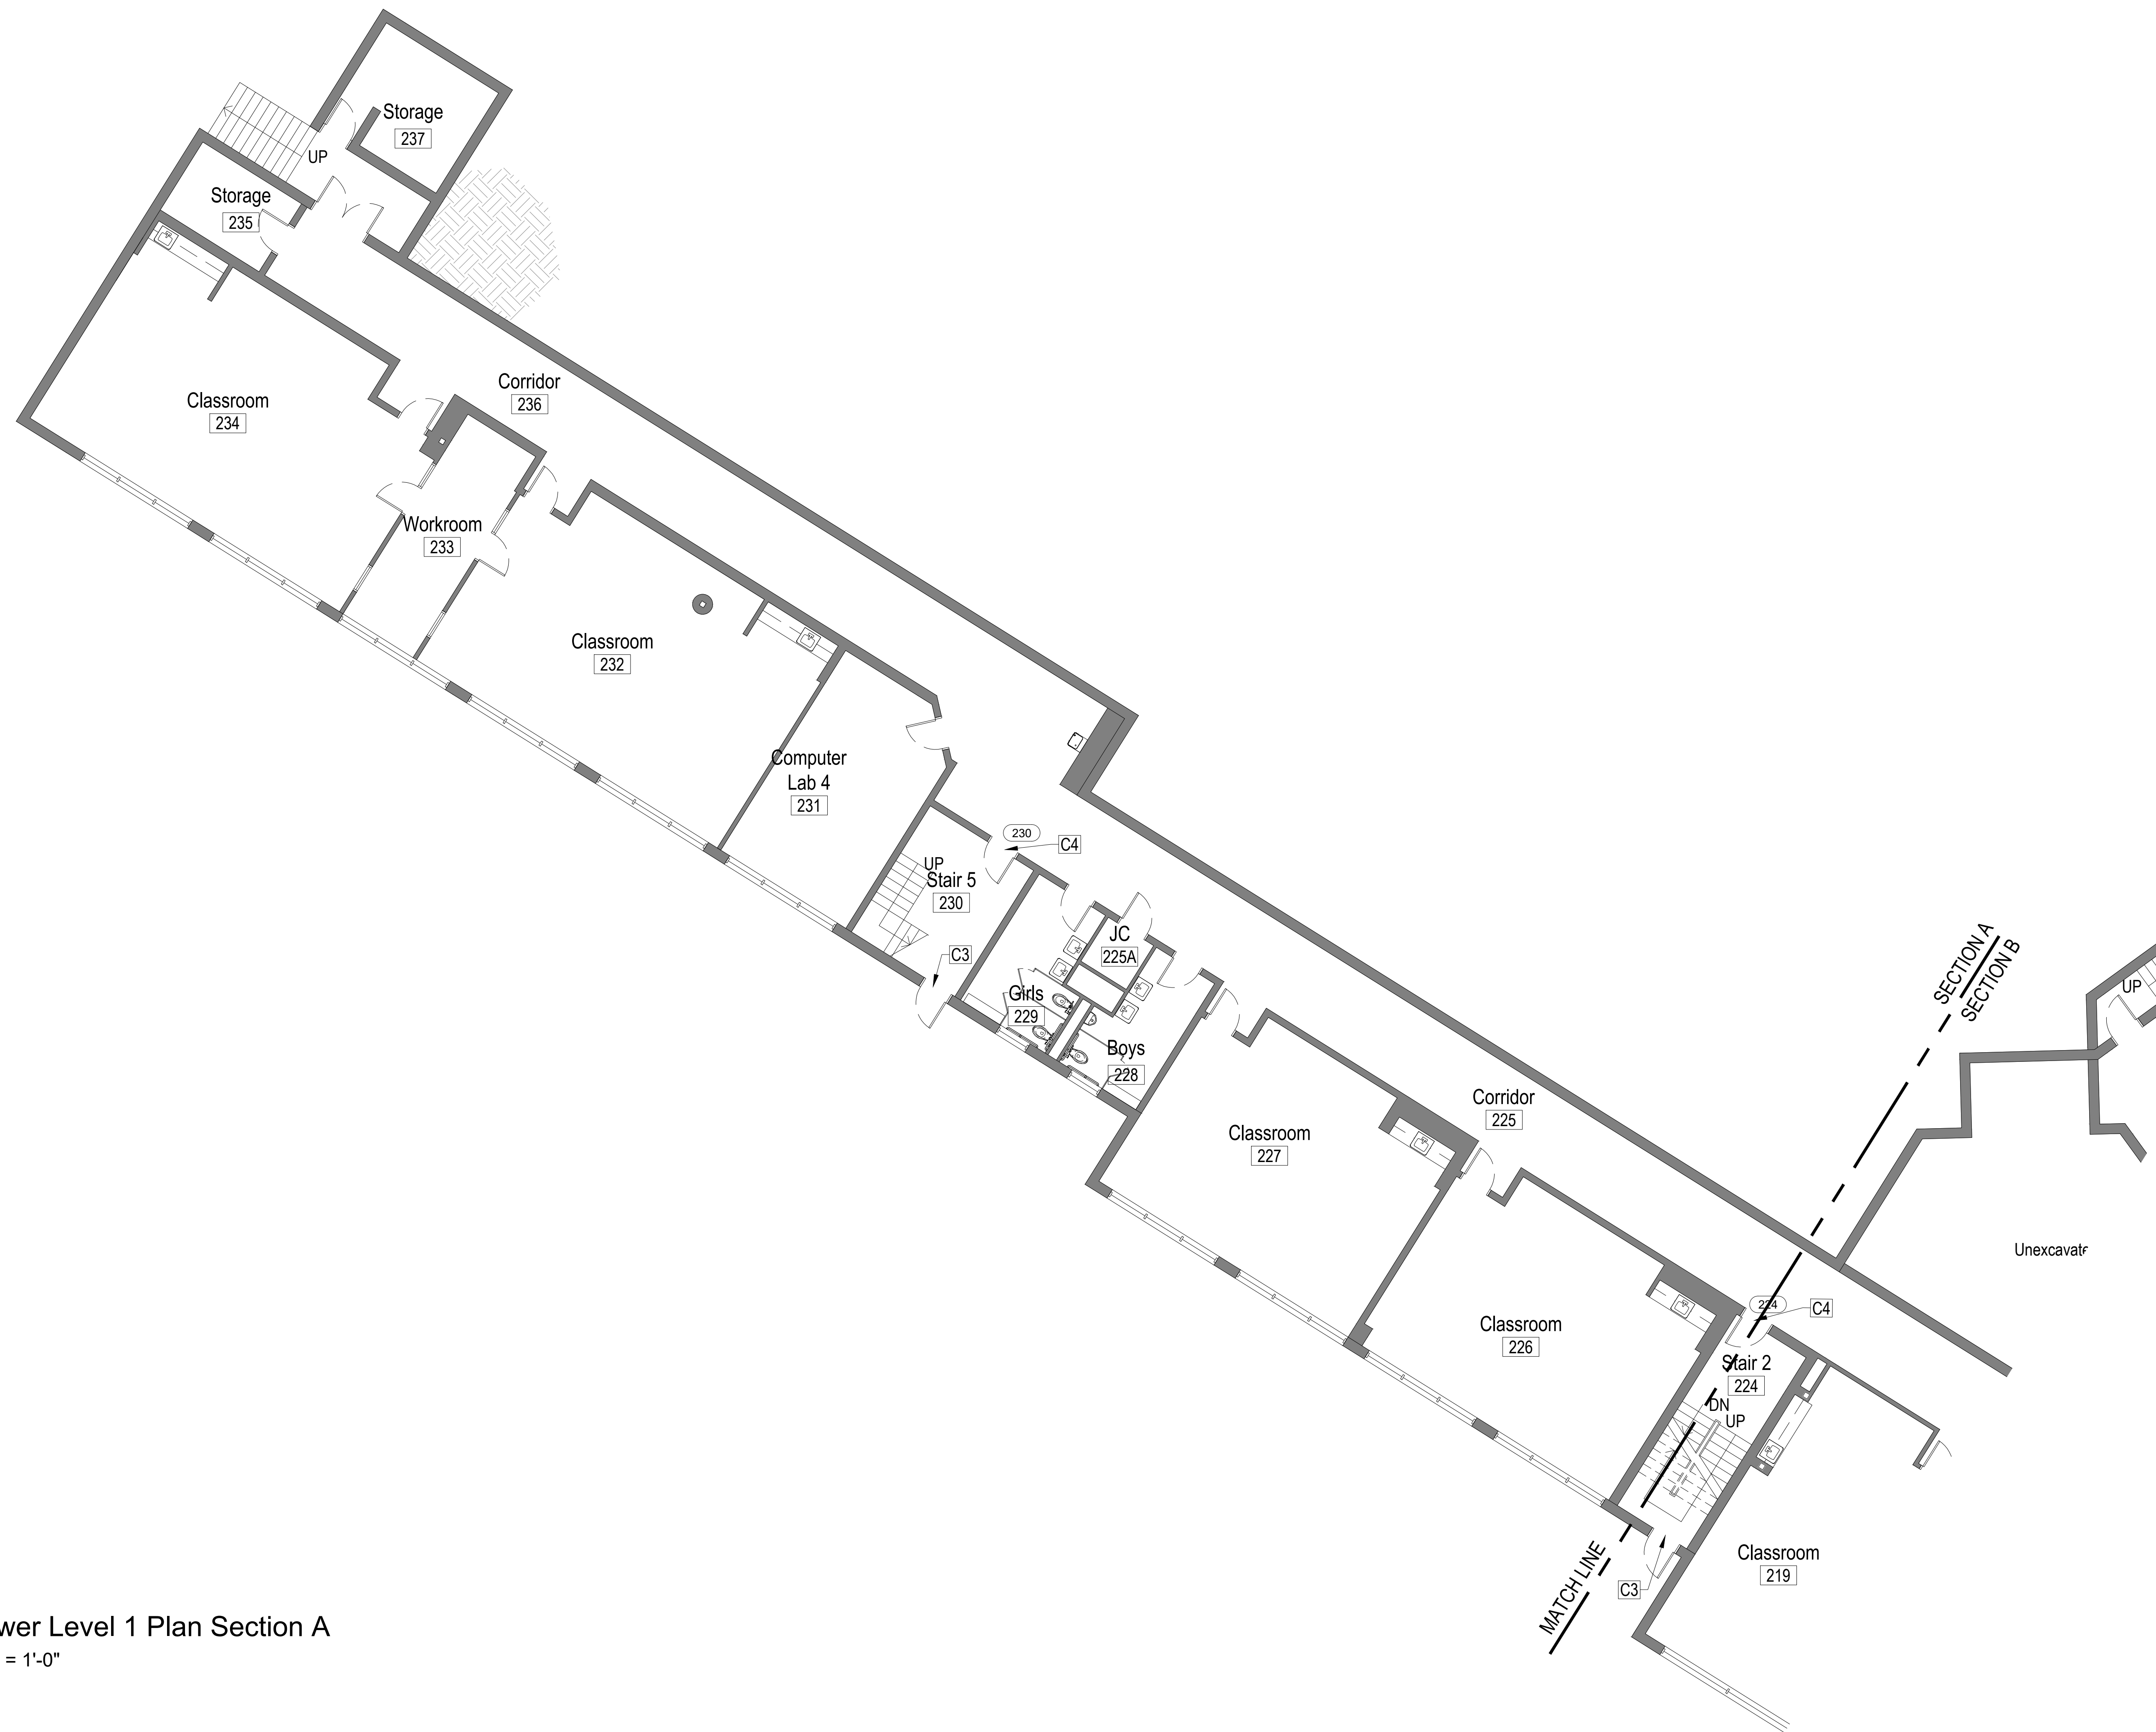 Storage
237
UP
Storage
235
Corridor
236
Classroom
234
Workroom
233
Classroom
232
Computer
Lab 4
231
230
C4
UP
Stair 5
230
C3
JC
225A
Girls
229
Boys
228
SECTION A
SECTION B
UP
Corridor
225
Classroom
227
Unexcavate
224
C4
Classroom
226
Stair 2
224
DN
UP
MATCH LINE
C3
Classroom
219
wer Level 1 Plan Section A
= 1'-0"